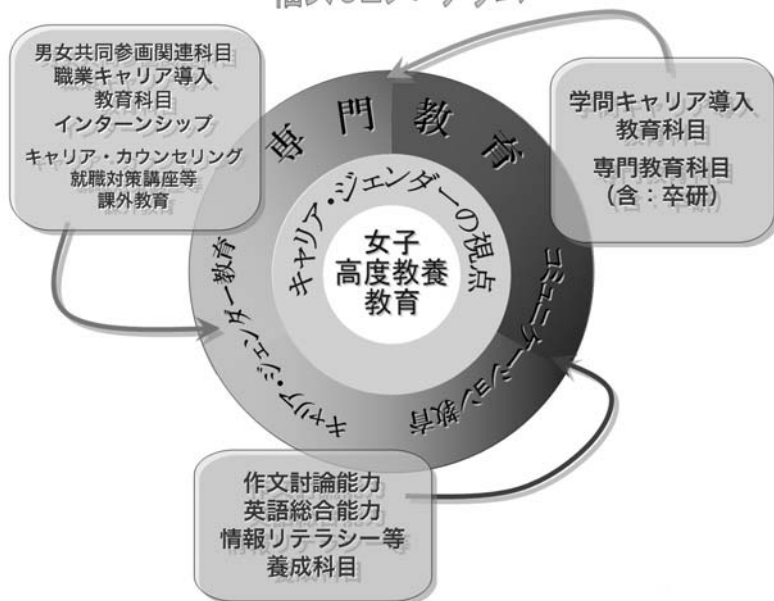 男女共同参画関連科目
職業キャリア導入
教育科目
インターンシップ
キャリア・カウンセリング
就職対策講座等
課外教育
学問キャリア導入
教育科目
専門教育科目
（含：卒研）
専門教育
キャリア・ジェンダーの視点
女子
高度教養
教育
キャリア・ジェンダー教育
コミュニケーション教育
作文討論能力
英語総合能力
情報リテラシー等
養成科目